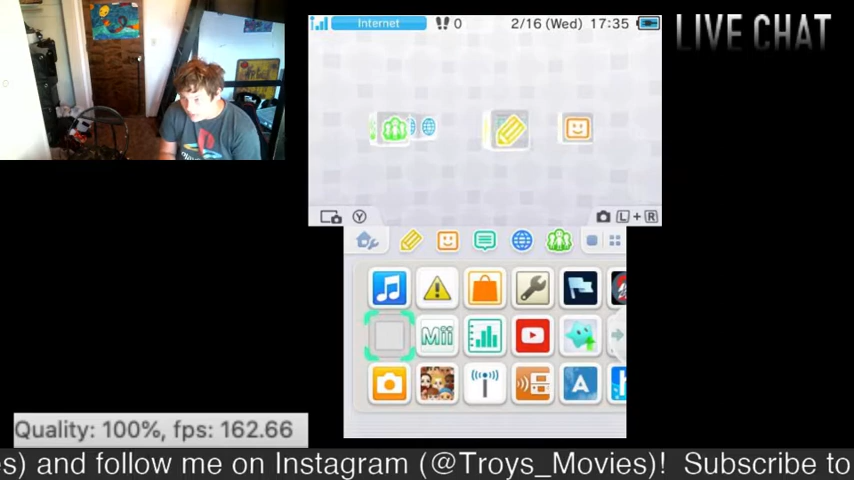 Internet 0 2/16 (Wed) 17:35
LIVE CHAT
Y L + R
Mii
A
Quality: 100%, fps: 162.66
s) and follow me on Instagram (@Troys_Movies)! Subscribe to